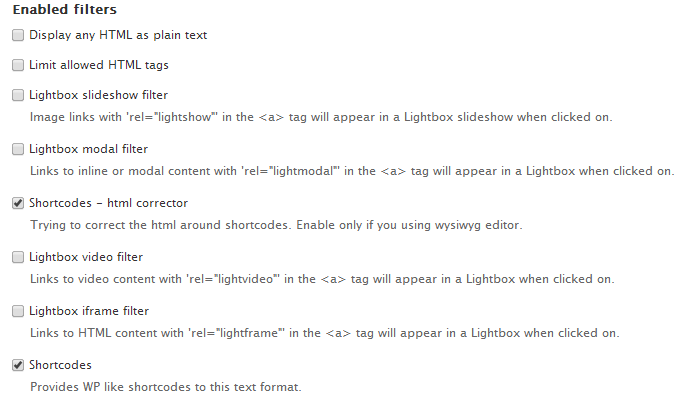 Enabled filters
Display any HTML as plain text
Limit allowed HTML tags
Lightbox slideshow filter
Image links with 'rel="lightshow"' in the <a> tag will appear in a Lightbox slideshow when clicked on.
Lightbox modal filter
Links to inline or modal content with 'rel="lightmodal"' in the <a> tag will appear in a Lightbox when clicked on.
Shortcodes - html corrector
Trying to correct the html around shortcodes. Enable only if you using wysiwyg editor.
Lightbox video filter
Links to video content with 'rel="lightvideo"' in the <a> tag will appear in a Lightbox when clicked on.
Lightbox iframe filter
Links to HTML content with 'rel="lightframe"' in the <a> tag will appear in a Lightbox when clicked on.
Shortcodes
Provides WP like shortcodes to this text format.